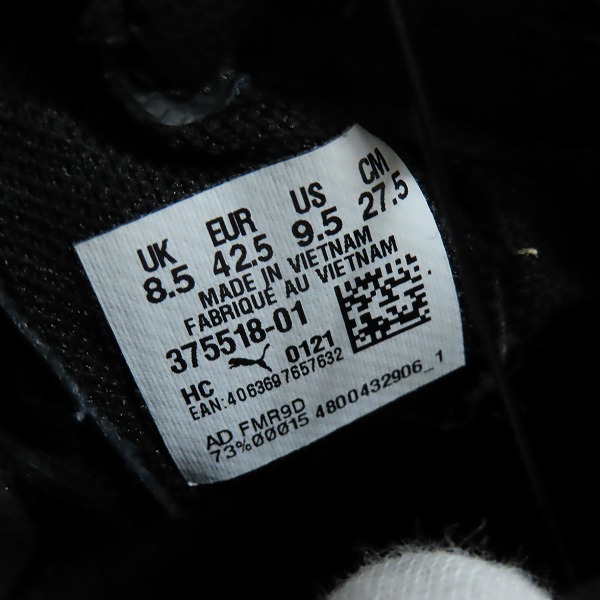 UK EUR US CM
8.5 42.5 9.5 27.5
MADE IN VIETNAM
FABRIQUE AU VIETNAM
375518-01
HC 0121
EAN:4063697657632
AD FMR9D
73%00015 4800432906_1